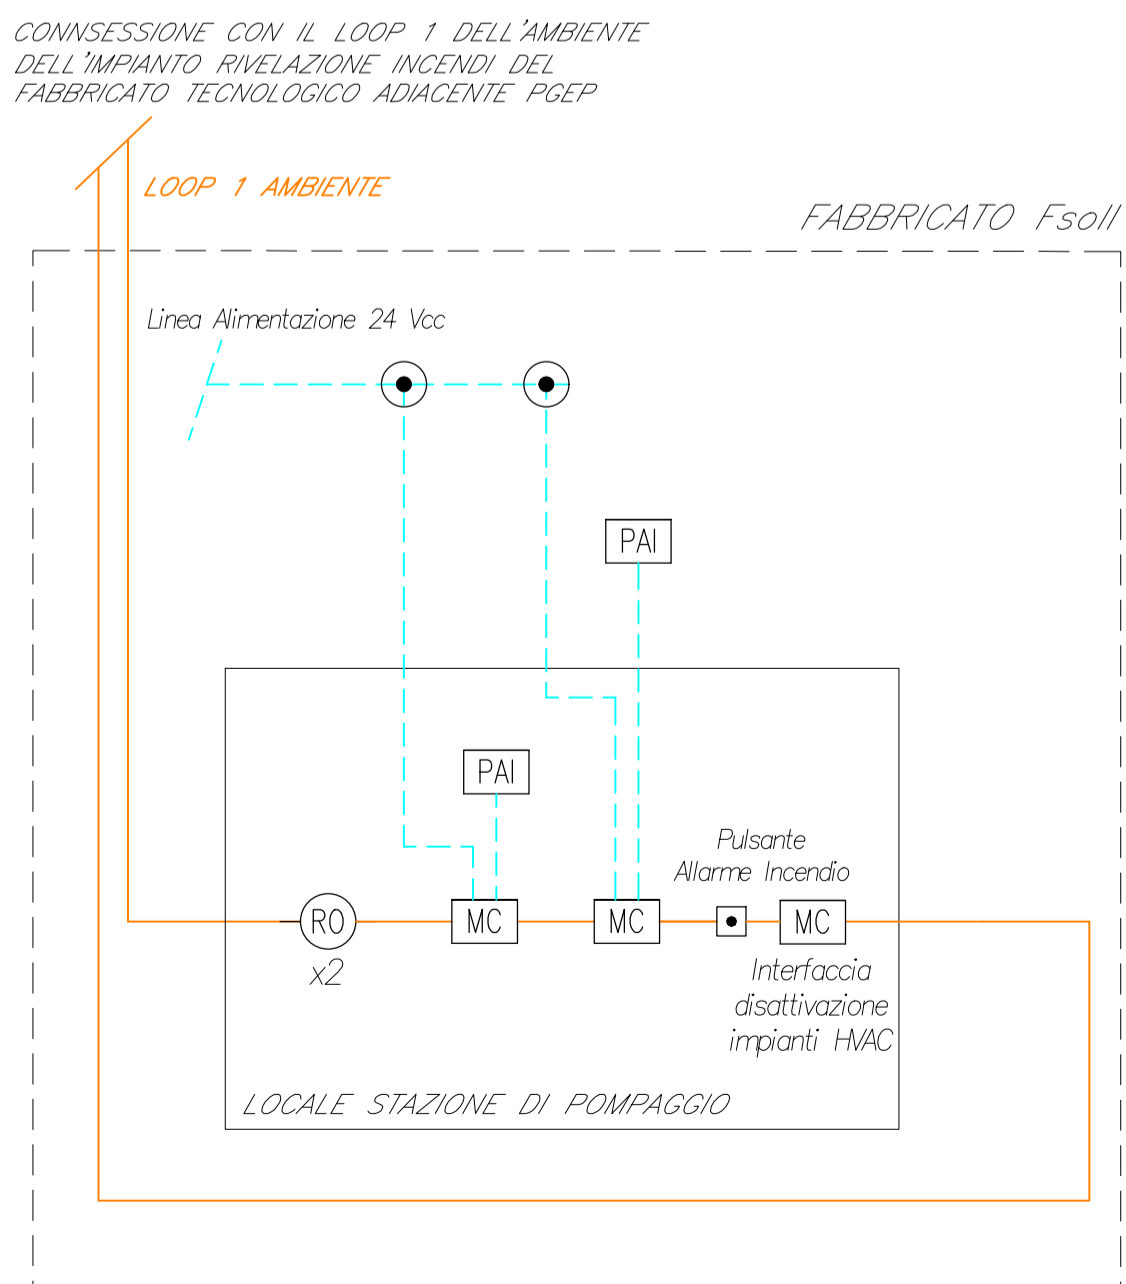 CONNSESSIONE CON IL LOOP 1 DELL'AMBIENTE
DELL'IMPIANTO RIVELAZIONE INCENDI DEL
FABBRICATO TECNOLOGICO ADIACENTE PGEP
LOOP 1 AMBIENTE
FABBRICATO FsoII
Linea Alimentazione 24 Vcc
PAI
PAI
Pulsante
Allarme Incendio
RO
MC
MC
MC
x2
Interfaccia
disattivazione
impianti HVAC
LOCALE STAZIONE DI POMPAGGIO